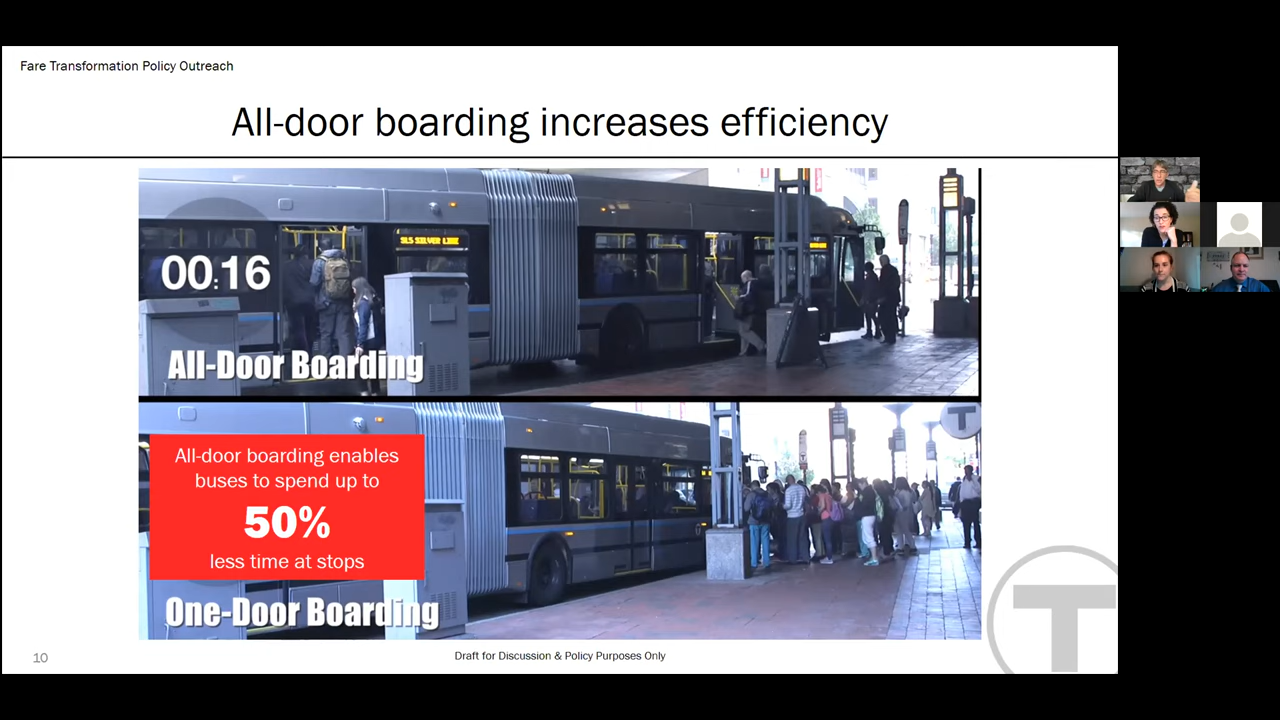 Fare Transformation Policy Outreach
All-door boarding increases efficiency
SL5 SILVER LINE
00:16
All-Door Boarding
T
All-door boarding enables
buses to spend up to
50%
less time at stops
One-Door Boarding
10
Draft for Discussion & Policy Purposes Only
T